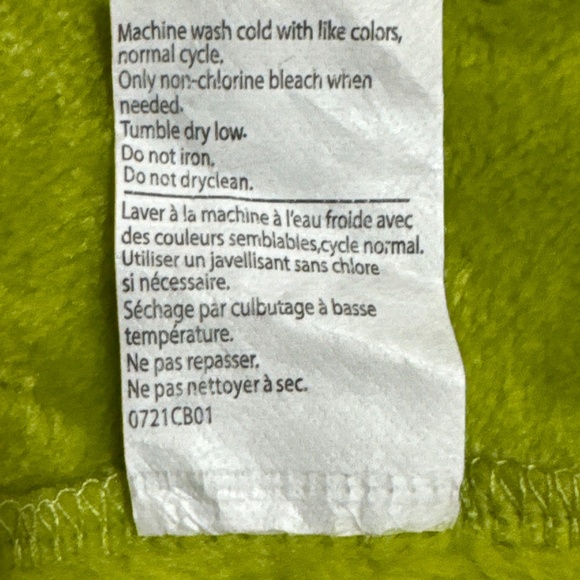 Machine wash cold with like colors,
normal cycle.
Only non-chlorine bleach when
needed.
Tumble dry low.
Do not iron.
Do not dryclean.
Laver à la machine à l'eau froide avec
des couleurs semblables,cycle normal.
Utiliser un javellisant sans chlore
si nécessaire.
Séchage par culbutage à basse
température.
Ne pas repasser.
Ne pas nettoyer à sec.
0721CB01